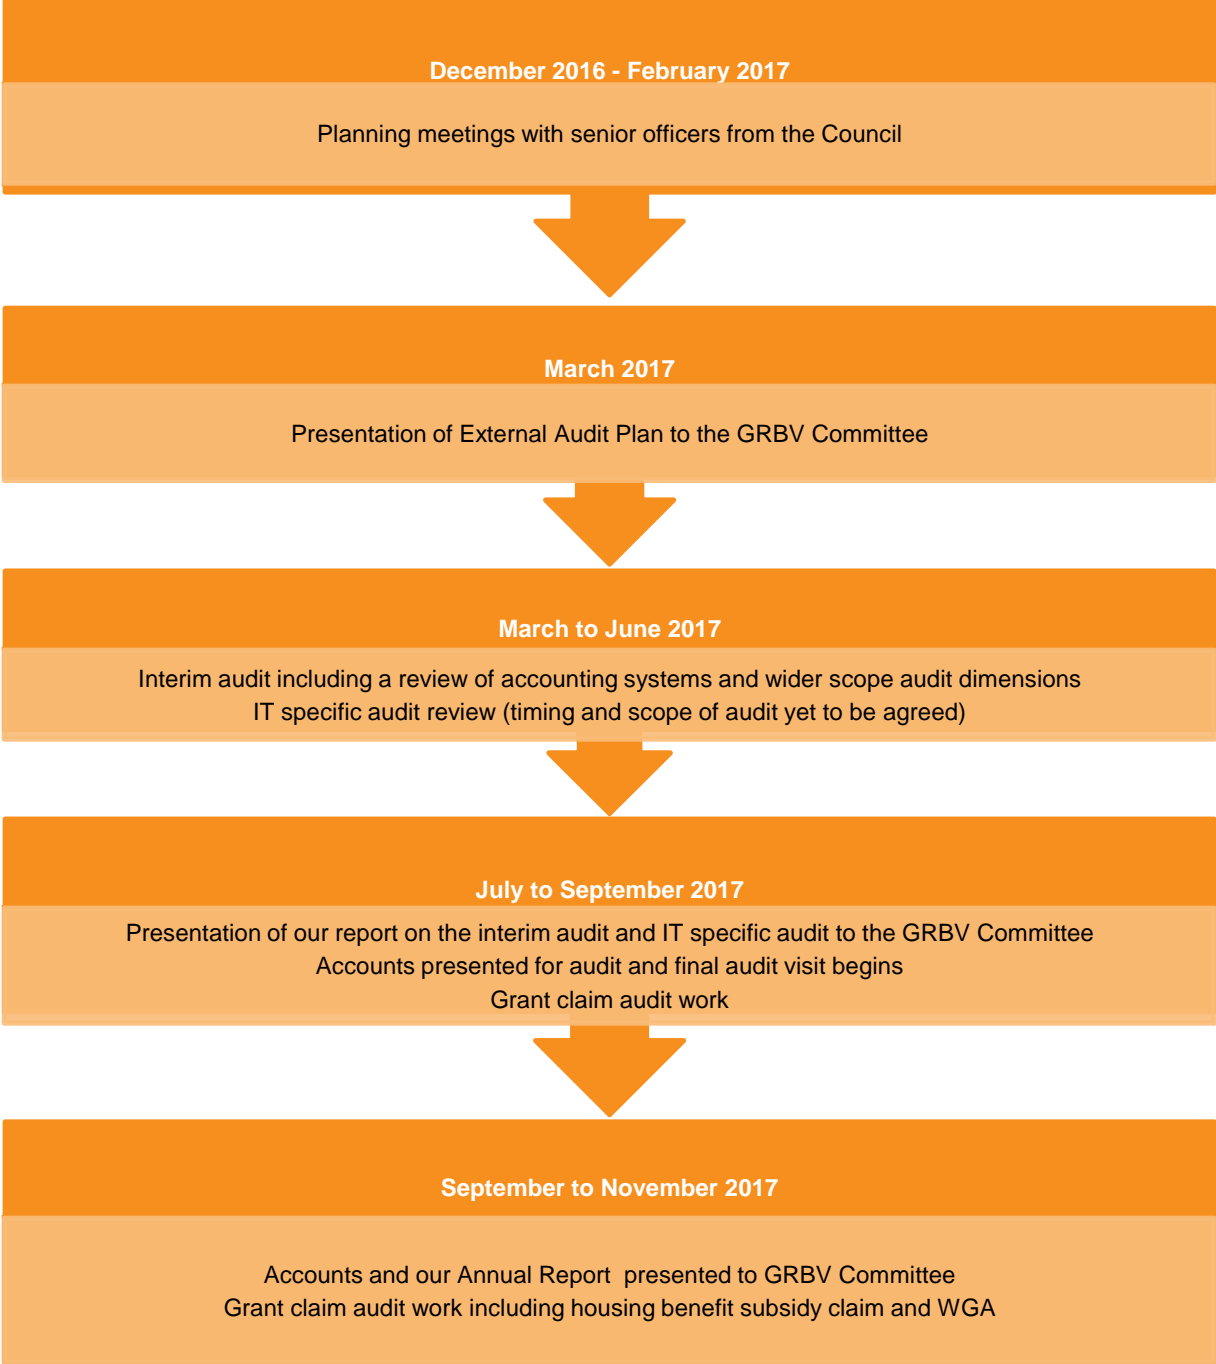 December 2016 - February 2017
Planning meetings with senior officers from the Council
March 2017
Presentation of External Audit Plan to the GRBV Committee
March to June 2017
Interim audit including a review of accounting systems and wider scope audit dimensions
IT specific audit review (timing and scope of audit yet to be agreed)
July to September 2017
Presentation of our report on the interim audit and IT specific audit to the GRBV Committee
Accounts presented for audit and final audit visit begins
Grant claim audit work
September to November 2017
Accounts and our Annual Report  presented to GRBV Committee
Grant claim audit work including housing benefit subsidy claim and WGA